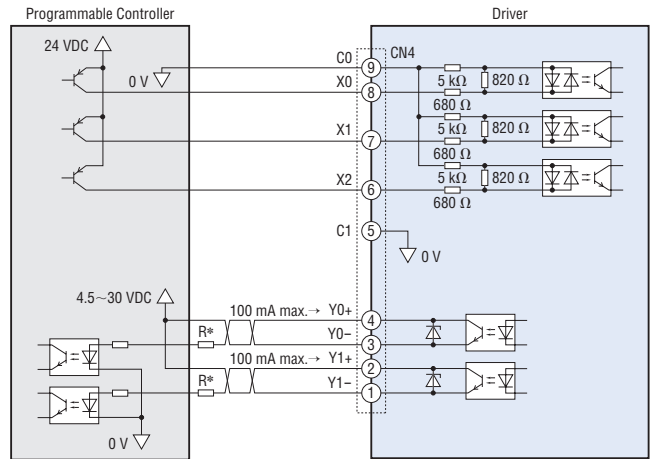 Programmable Controller
Driver
24 VDC
0 V
C0
CN4
9
5 kΩ
820 Ω
X0
8
680 Ω
X1
5 kΩ
820 Ω
7
680 Ω
X2
5 kΩ
820 Ω
6
680 Ω
C1
5
0 V
4.5~30 VDC
100 mA max.→
Y0+
4
R*
Y0−
3
100 mA max.→
Y1+
2
R*
Y1−
1
0 V